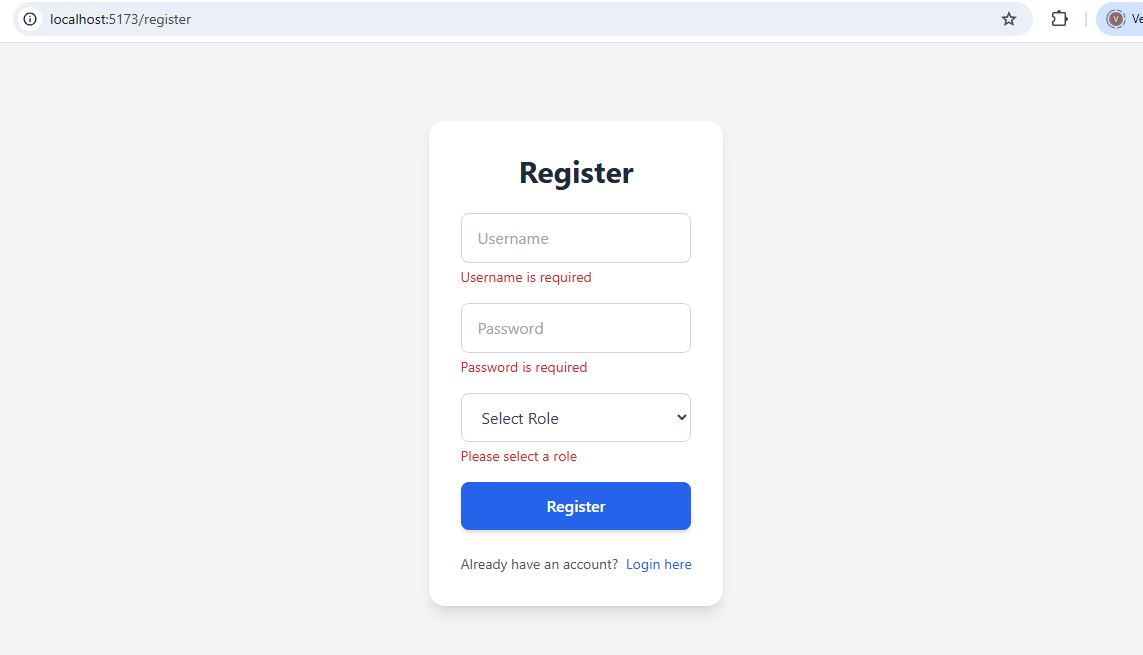 localhost:5173/register
V
Ve
Register
Username
Username is required
Password
Password is required
Select Role
Please select a role
Register
Already have an account? Login here